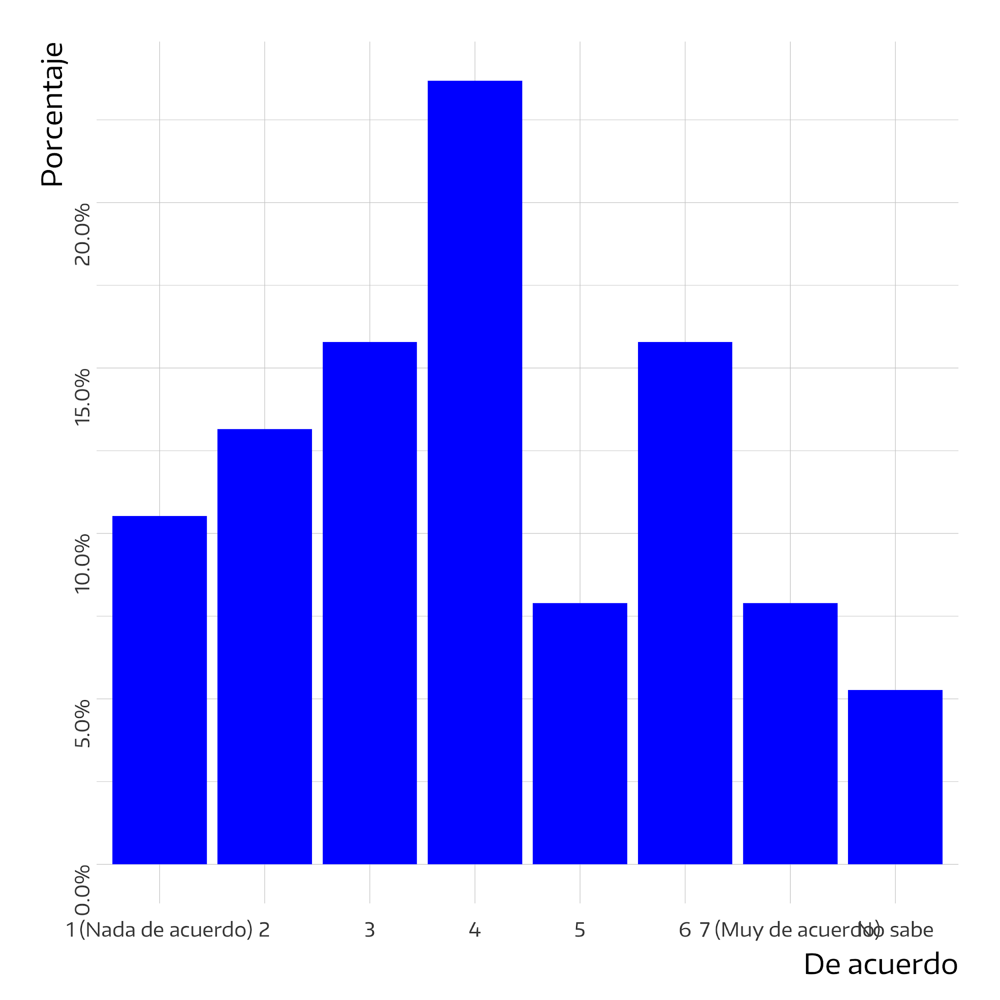 Porcentaje
20.0%
15.0%
10.0%
5.0%
0.0%
1 (Nada de acuerdo) 2 3 4 5 6 7 (Muy de acuerdo) No sabe
De acuerdo